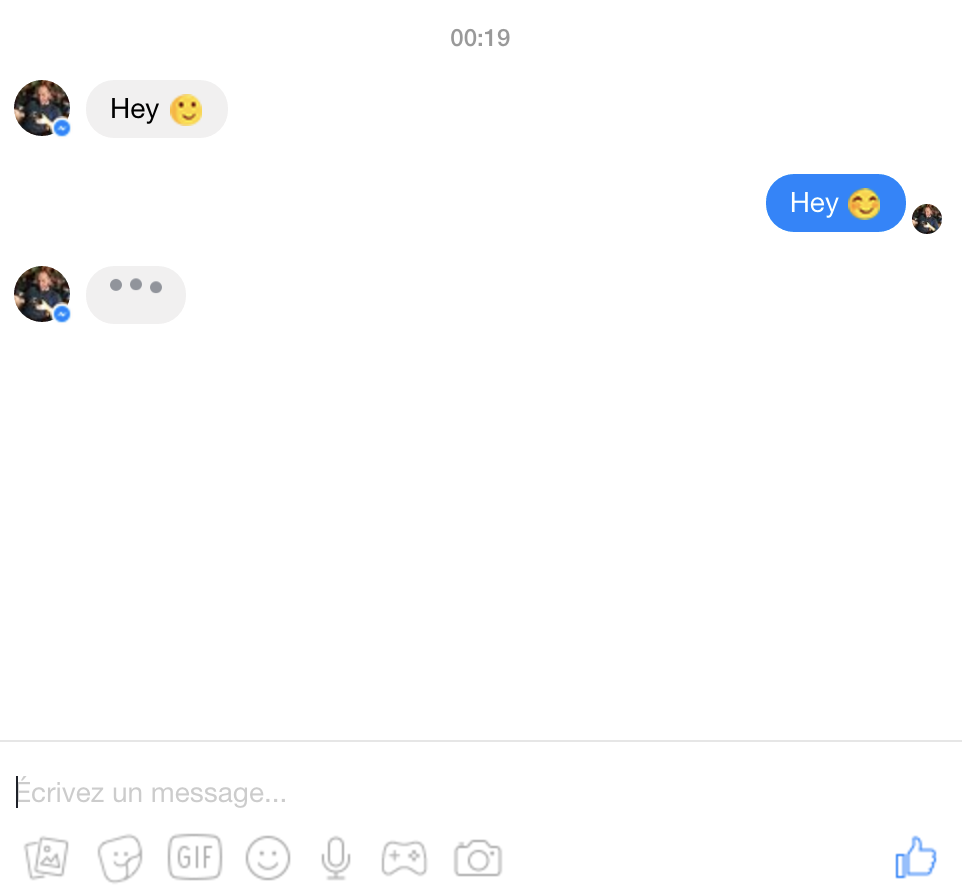 00:19
Hey 🙂
Hey 😊
Écrivez un message...
GIF